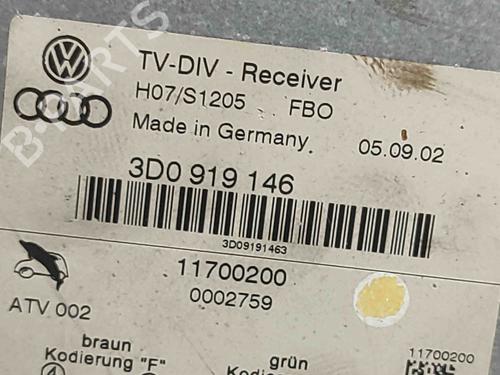 TV-DIV - Receiver
H07/S1205 FBO
Made in Germany. 05.09.02
3D0 919 146
3D09191463
11700200
0002759
ATV 002
braun grün 11700200
Kodierung "F" Kodierung
B-PARTS